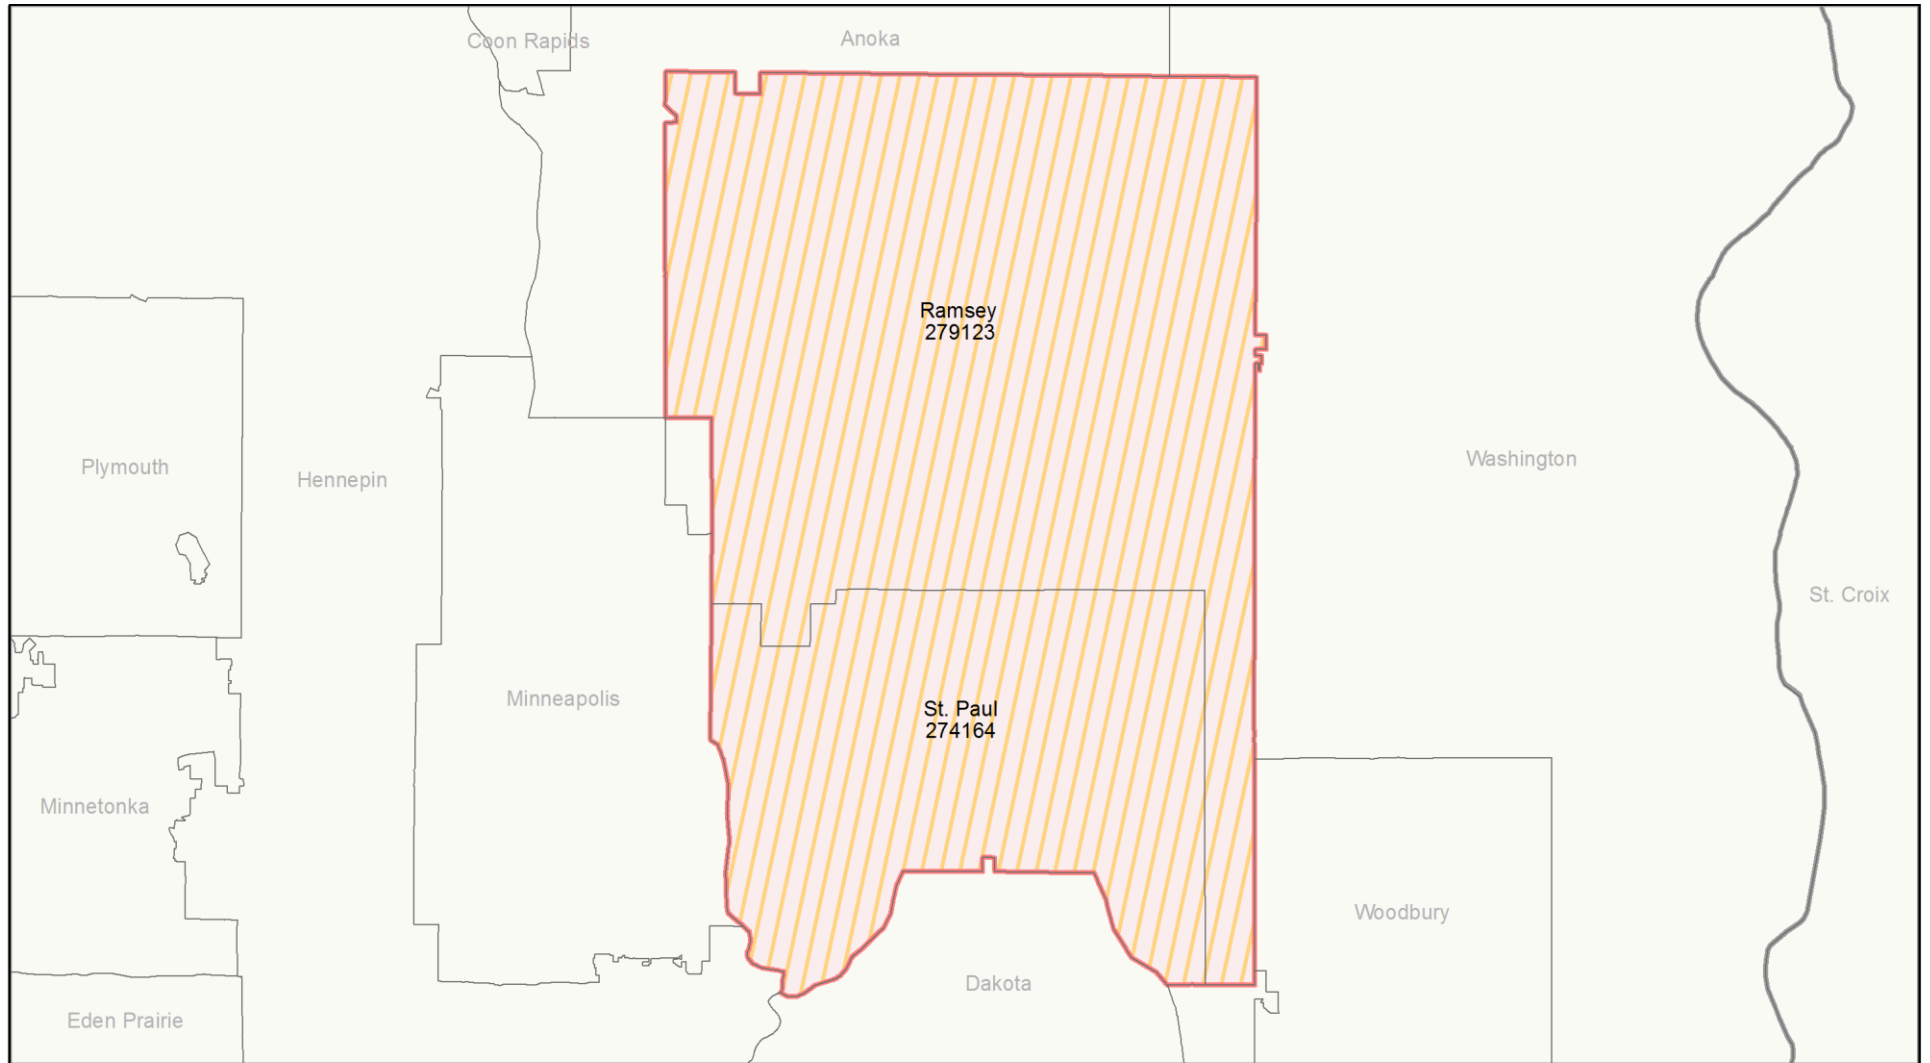 Coon Rapids
Anoka
Ramsey
279123
Plymouth
Hennepin
Washington
St. Croix
Minneapolis
St. Paul
274164
Minnetonka
Woodbury
Dakota
Eden Prairie